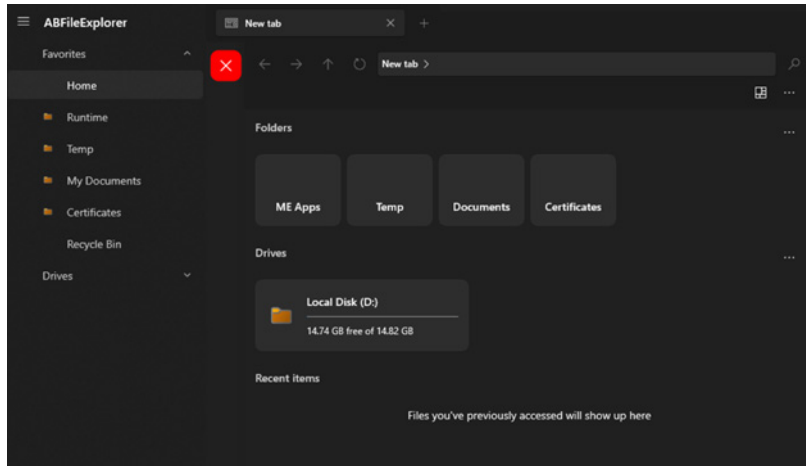 ABFileExplorer
New tab
Favorites
New tab
Home
Runtime
Temp
My Documents
Certificates
Recycle Bin
Drives
Folders
ME Apps
Temp
Documents
Certificates
Drives
Local Disk (D:)
14.74 GB free of 14.82 GB
Recent items
Files you've previously accessed will show up here